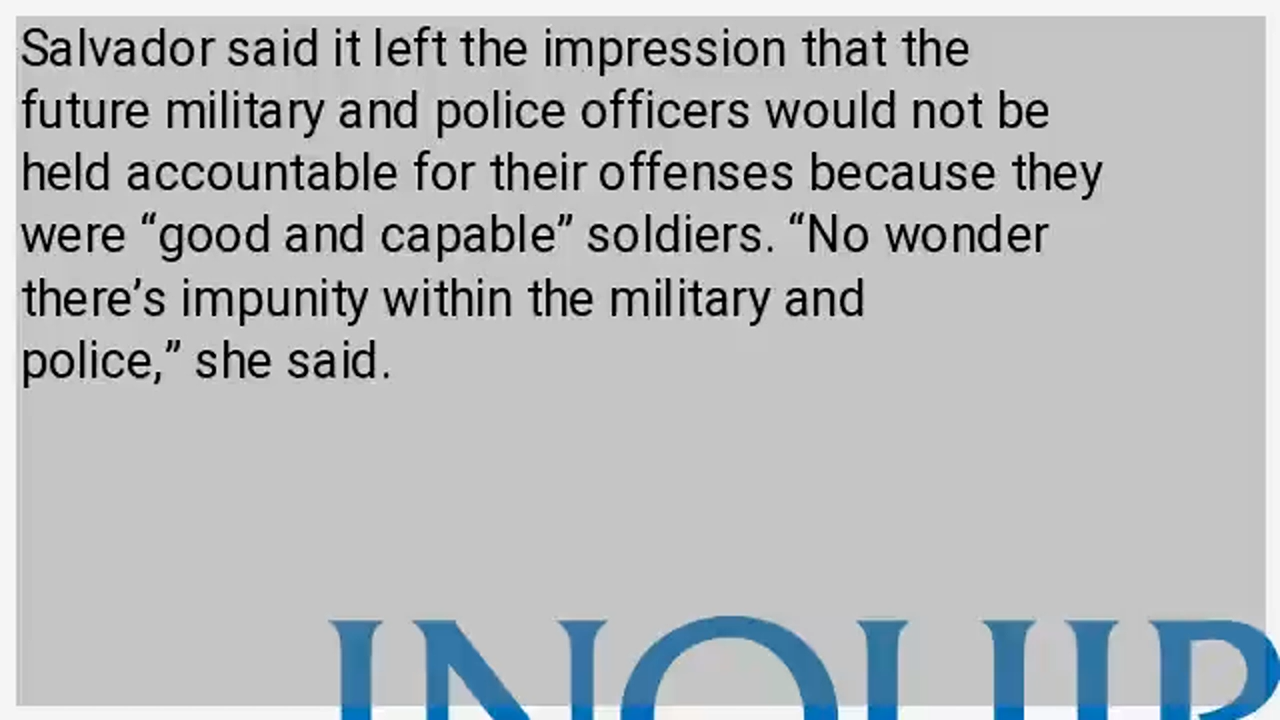 Salvador said it left the impression that the
future military and police officers would not be
held accountable for their offenses because they
were “good and capable” soldiers. “No wonder
there’s impunity within the military and
police,” she said.
INQUIR